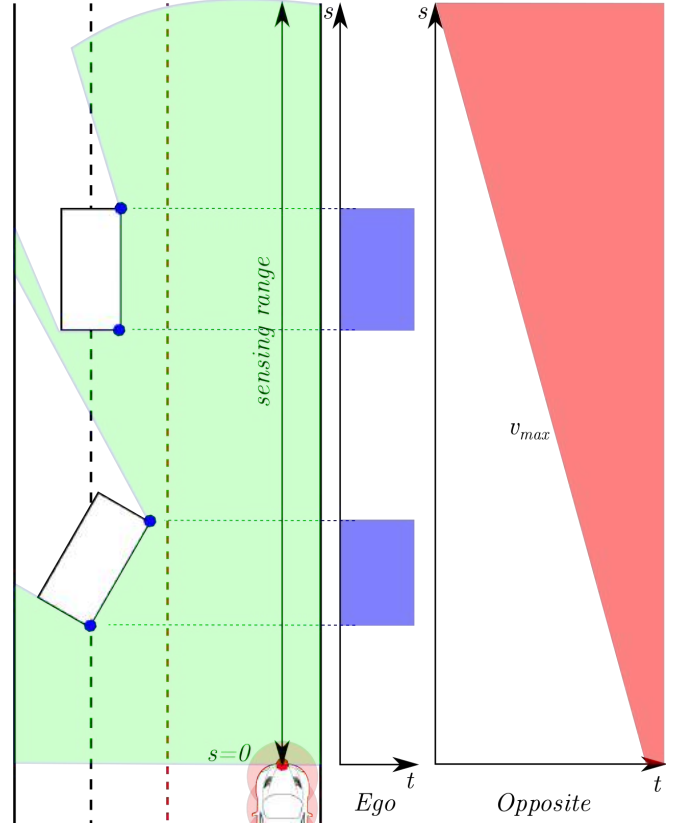 s
s
sensing range
v_max
s=0
t
t
Ego
Opposite